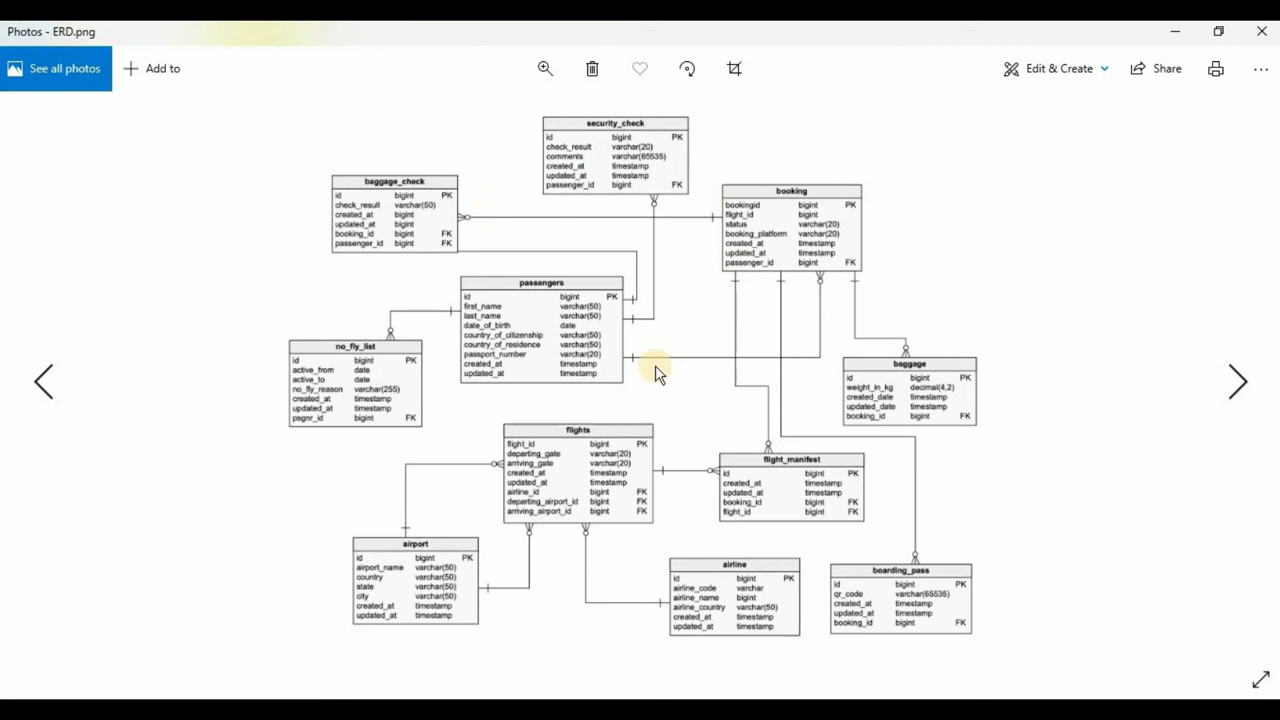 Photos - ERD.png
See all photos
Add to
Edit & Create
Share
security_check
id bigint PK
check_result varchar(20)
comments varchar(65535)
created_at timestamp
updated_at timestamp
passenger_id bigint FK
baggage_check
id bigint PK
check_result varchar(50)
created_at bigint
updated_at bigint
booking_id bigint FK
passenger_id bigint FK
booking
bookingid bigint PK
flight_id bigint
status varchar(20)
booking_platform varchar(20)
created_at timestamp
updated_at timestamp
passenger_id bigint FK
passengers
id bigint PK
first_name varchar(50)
last_name varchar(50)
date_of_birth date
country_of_citizenship varchar(50)
country_of_residence varchar(50)
passport_number varchar(20)
created_at timestamp
updated_at timestamp
no_fly_list
id bigint PK
active_from date
active_to date
no_fly_reason varchar(255)
created_at timestamp
updated_at timestamp
psgnr_id bigint FK
baggage
id bigint PK
weight_in_kg decimal(4,2)
created_date timestamp
updated_date timestamp
booking_id bigint FK
flights
flight_id bigint PK
departing_gate varchar(20)
arriving_gate varchar(20)
created_at timestamp
updated_at timestamp
airline_id bigint FK
departing_airport_id bigint FK
arriving_airport_id bigint FK
flight_manifest
id bigint PK
created_at timestamp
updated_at timestamp
booking_id bigint FK
flight_id bigint FK
airport
id bigint PK
airport_name varchar(50)
country varchar(50)
state varchar(50)
city varchar(50)
created_at timestamp
updated_at timestamp
airline
id bigint PK
airline_code varchar
airline_name bigint
airline_country varchar(50)
created_at timestamp
updated_at timestamp
boarding_pass
id bigint PK
qr_code varchar(65535)
created_at timestamp
updated_at timestamp
booking_id bigint FK